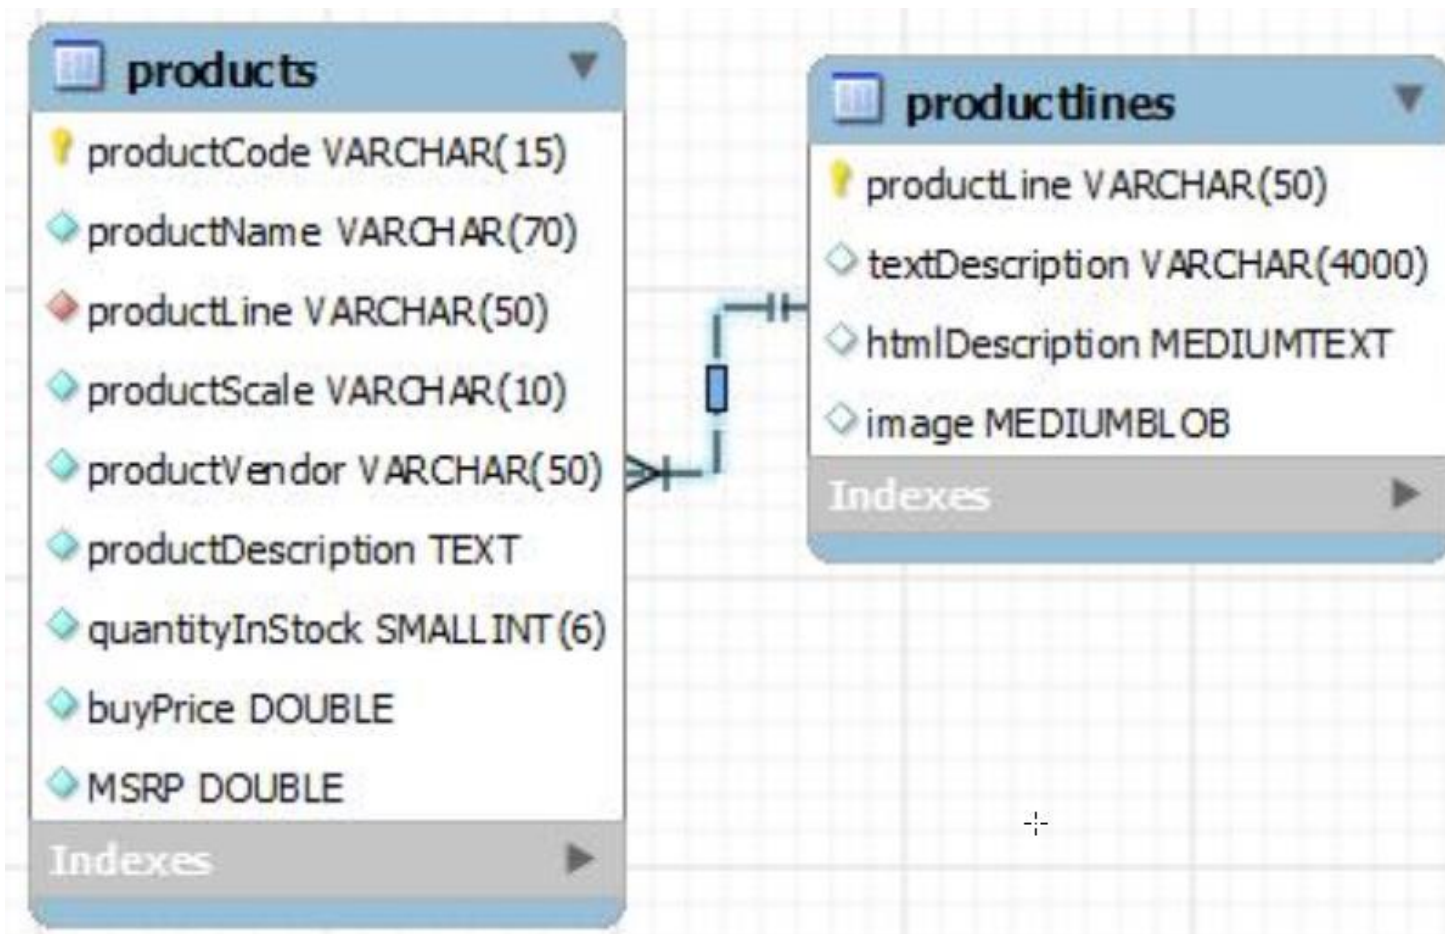 products
productCode VARCHAR(15)
productName VARCHAR(70)
productLine VARCHAR(50)
productScale VARCHAR(10)
productVendor VARCHAR(50)
productDescription TEXT
quantityInStock SMALLINT(6)
buyPrice DOUBLE
MSRP DOUBLE
Indexes
productlines
productLine VARCHAR(50)
textDescription VARCHAR(4000)
htmlDescription MEDIUMTEXT
image MEDIUMBLOB
Indexes